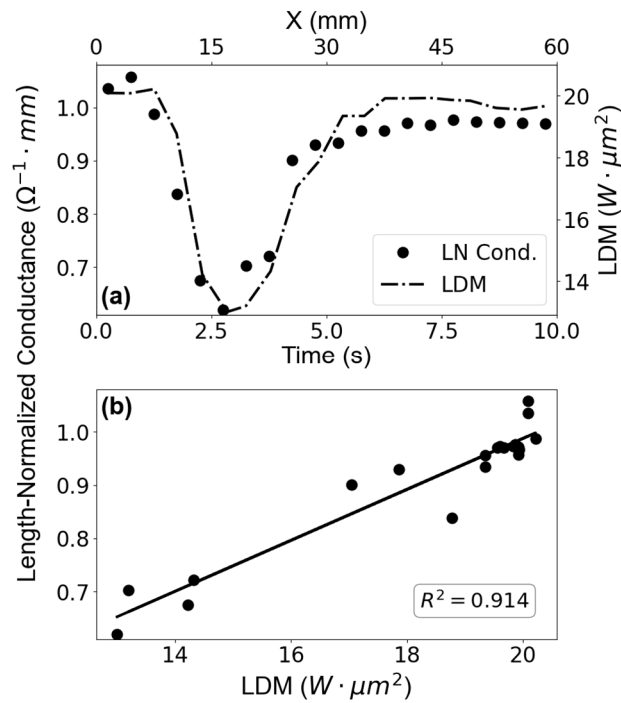 X (mm)
0 15 30 45 60
Length-Normalized Conductance (Ω⁻¹ · mm)
1.0
0.9
0.8
0.7
20
18
16
14
LDM (W · μm²)
LN Cond.
LDM
(a)
0.0 2.5 5.0 7.5 10.0
Time (s)
(b)
1.0
0.9
0.8
0.7
R² = 0.914
14 16 18 20
LDM (W · μm²)